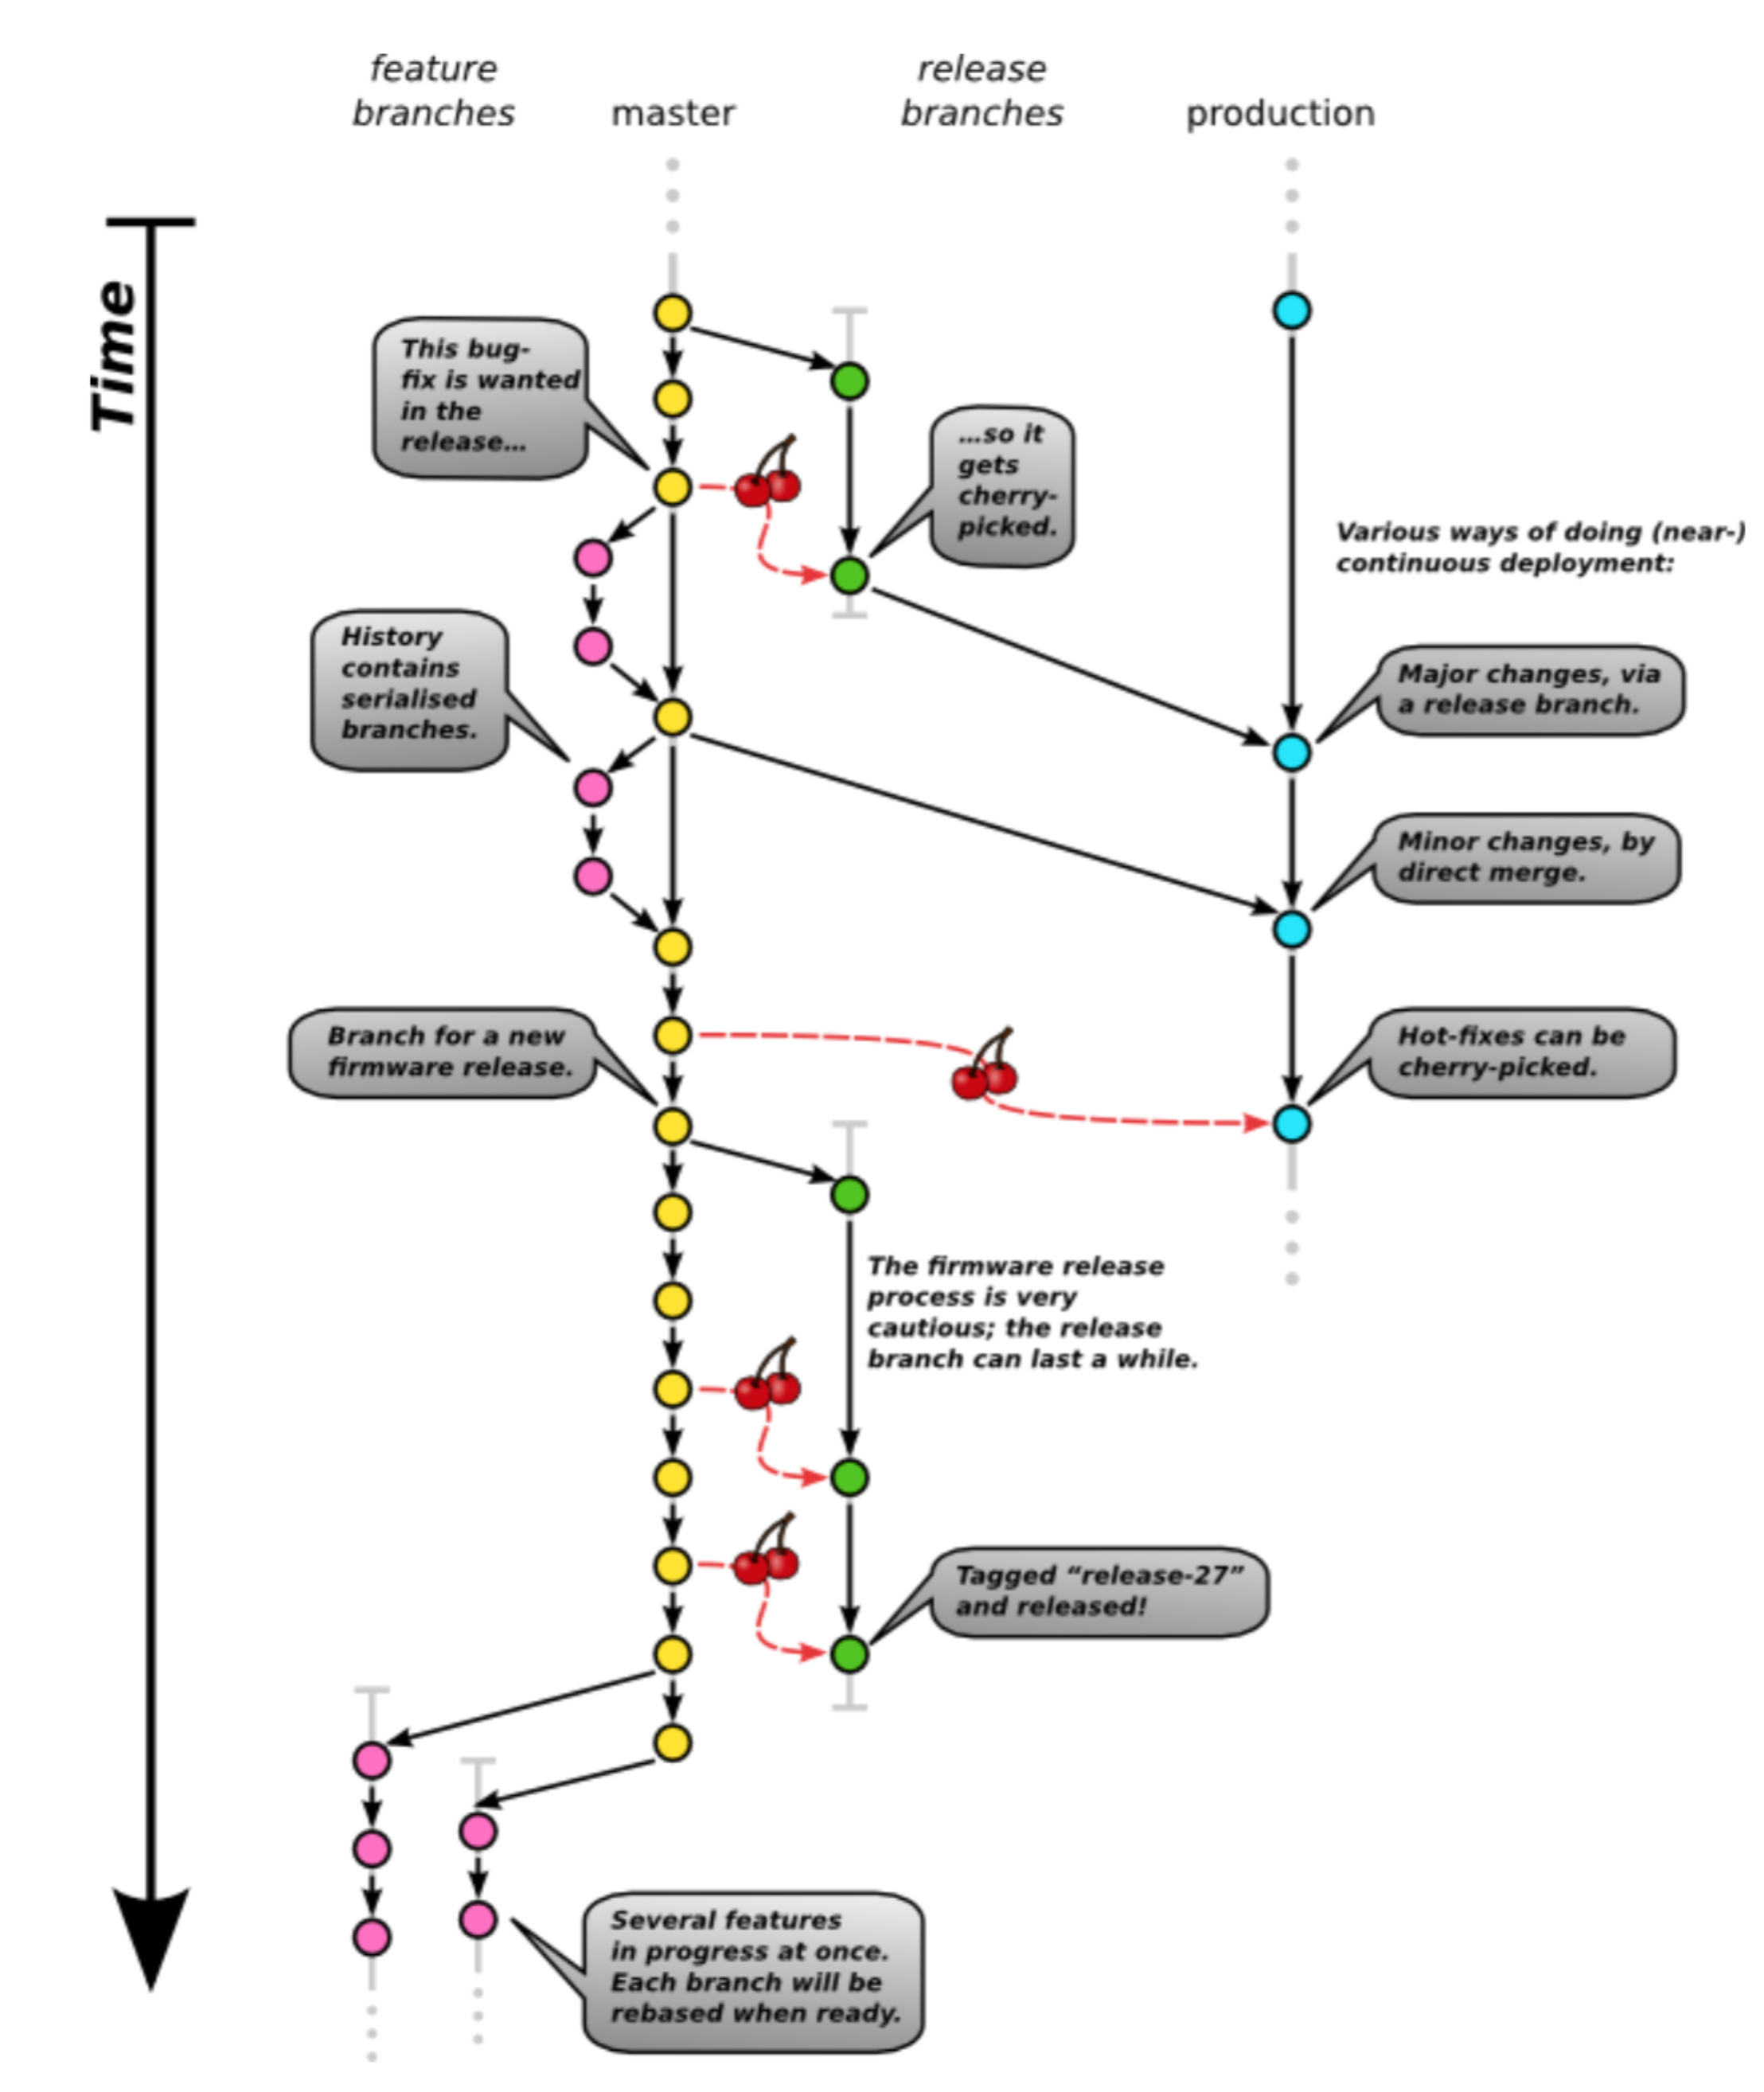 feature
branches
master
release
branches
production
Time
This bug-
fix is wanted
in the
release…
…so it
gets
cherry-
picked.
Various ways of doing (near-)
continuous deployment:
History
contains
serialised
branches.
Major changes, via
a release branch.
Minor changes, by
direct merge.
Branch for a new
firmware release.
Hot-fixes can be
cherry-picked.
The firmware release
process is very
cautious; the release
branch can last a while.
Tagged “release-27”
and released!
Several features
in progress at once.
Each branch will be
rebased when ready.